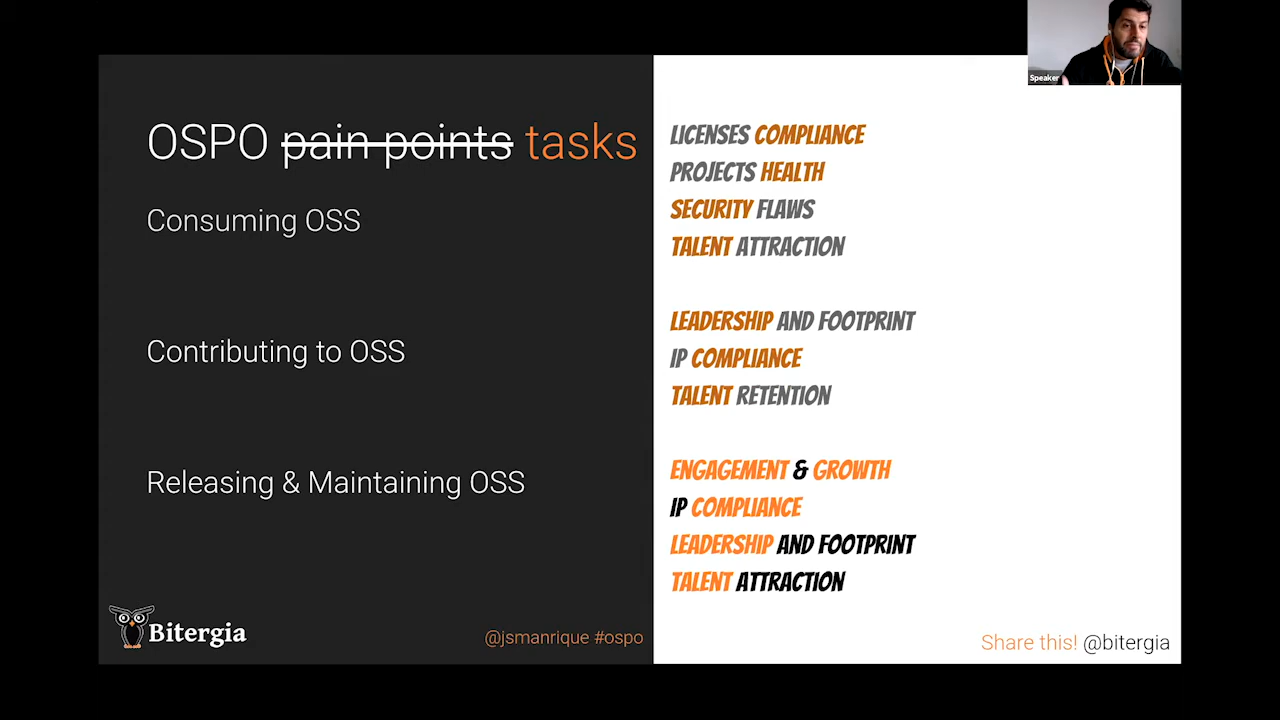 Speaker
OSPO pain points tasks
Consuming OSS
LICENSES COMPLIANCE
PROJECTS HEALTH
SECURITY FLAWS
TALENT ATTRACTION
Contributing to OSS
LEADERSHIP AND FOOTPRINT
IP COMPLIANCE
TALENT RETENTION
Releasing & Maintaining OSS
ENGAGEMENT & GROWTH
IP COMPLIANCE
LEADERSHIP AND FOOTPRINT
TALENT ATTRACTION
Bitergia
@jsmanrique #ospo
Share this! @bitergia